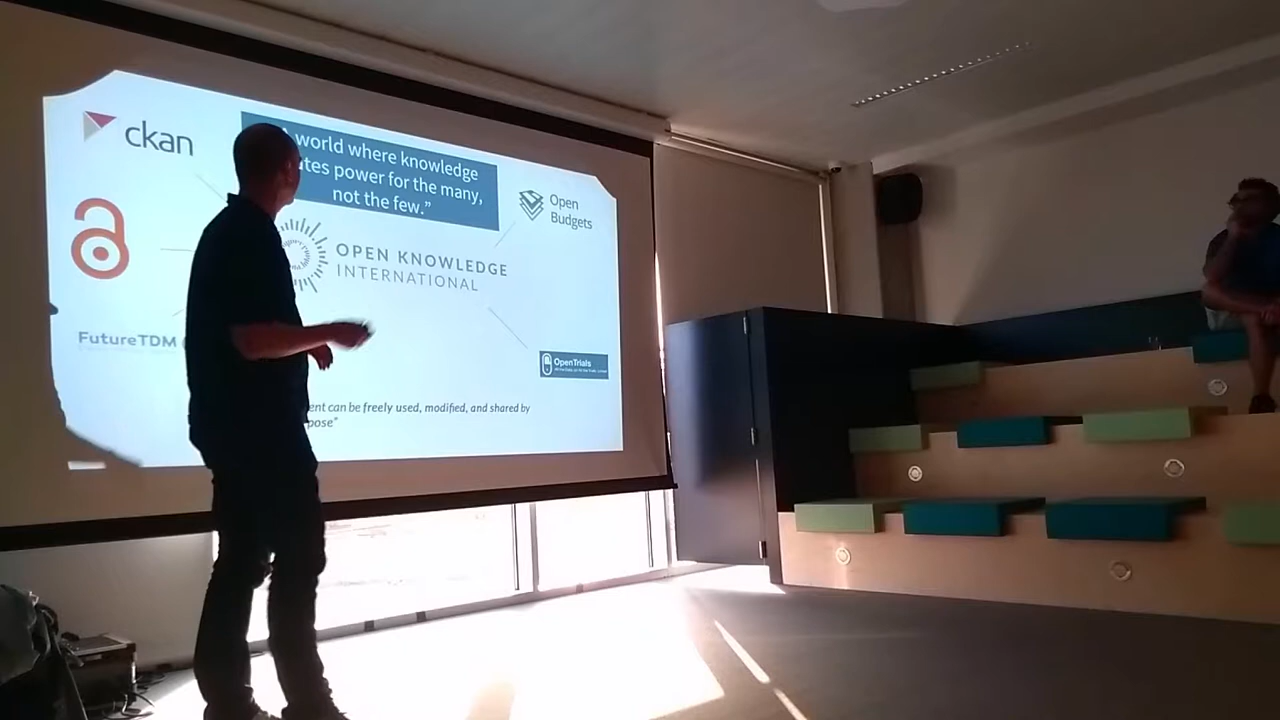 ckan
world where knowledge
ates power for the many,
not the few.”
Open
Budgets
OPEN KNOWLEDGE
INTERNATIONAL
FutureTDM
OpenTrials
ent can be freely used, modified, and shared by
pose”